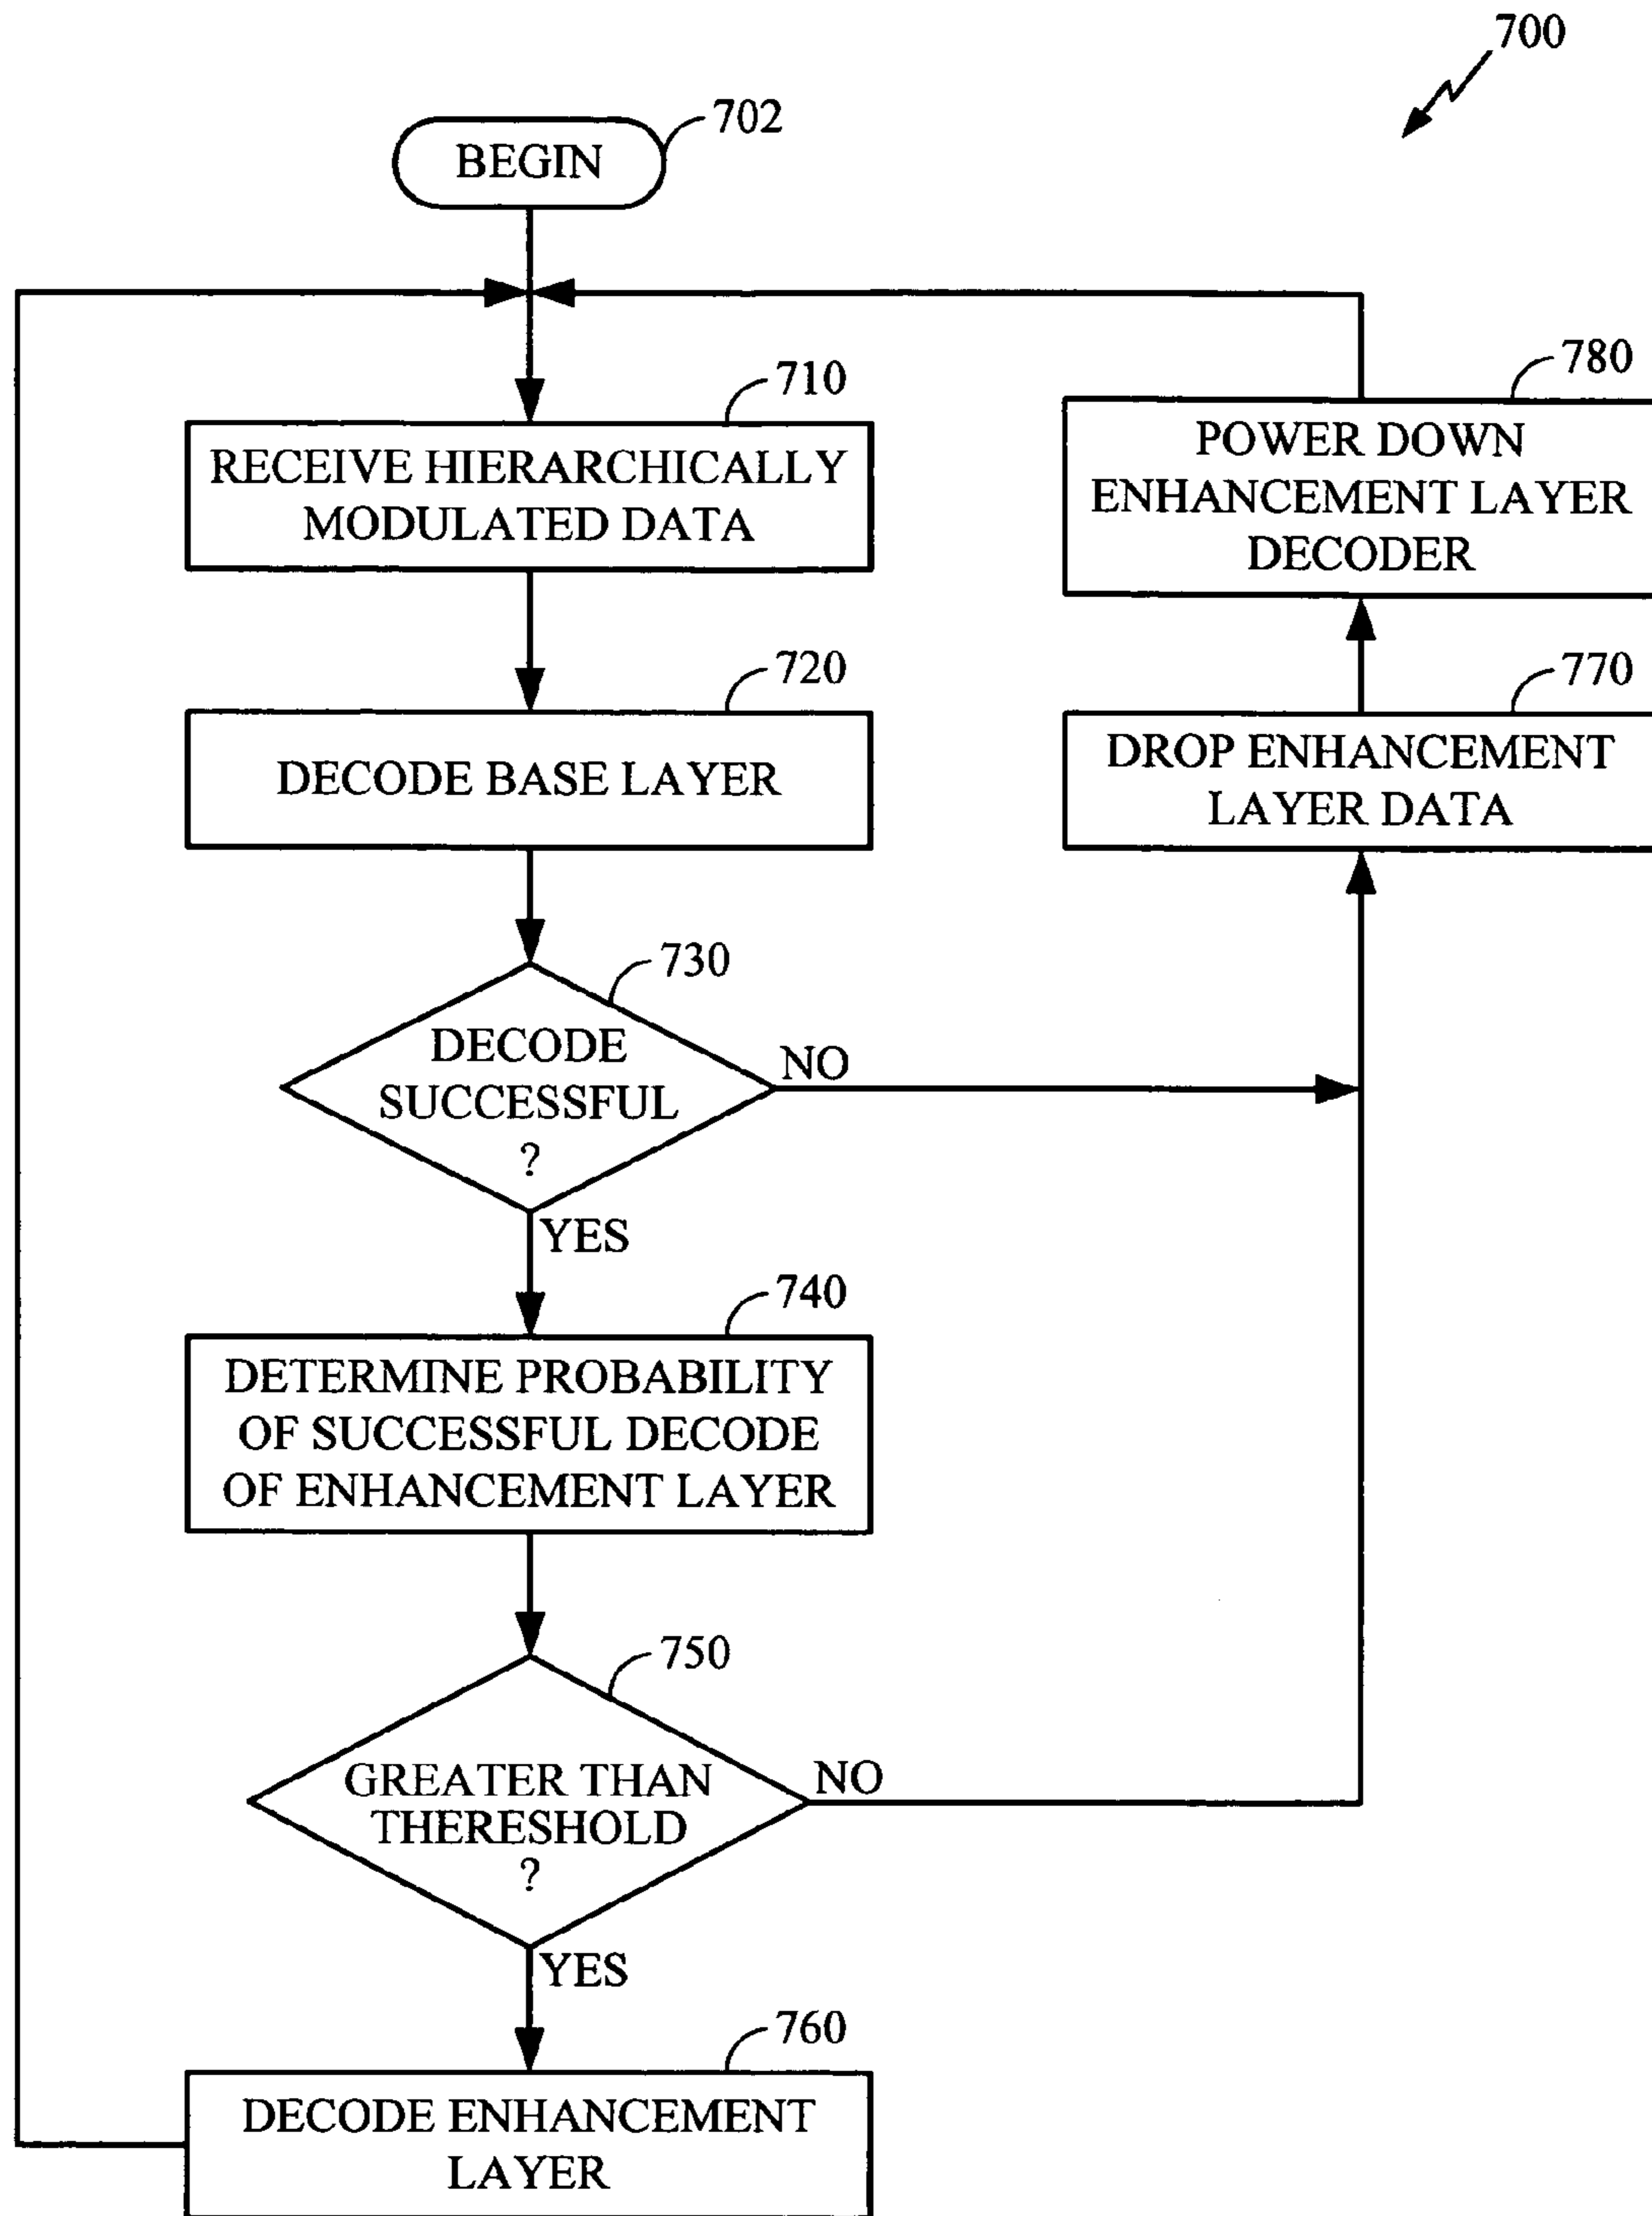 700
702
BEGIN
710
RECEIVE HIERARCHICALLY
MODULATED DATA
720
DECODE BASE LAYER
730
DECODE
SUCCESSFUL
?
NO
YES
740
DETERMINE PROBABILITY
OF SUCCESSFUL DECODE
OF ENHANCEMENT LAYER
750
GREATER THAN
THERESHOLD
?
NO
YES
760
DECODE ENHANCEMENT
LAYER
770
DROP ENHANCEMENT
LAYER DATA
780
POWER DOWN
ENHANCEMENT LAYER
DECODER